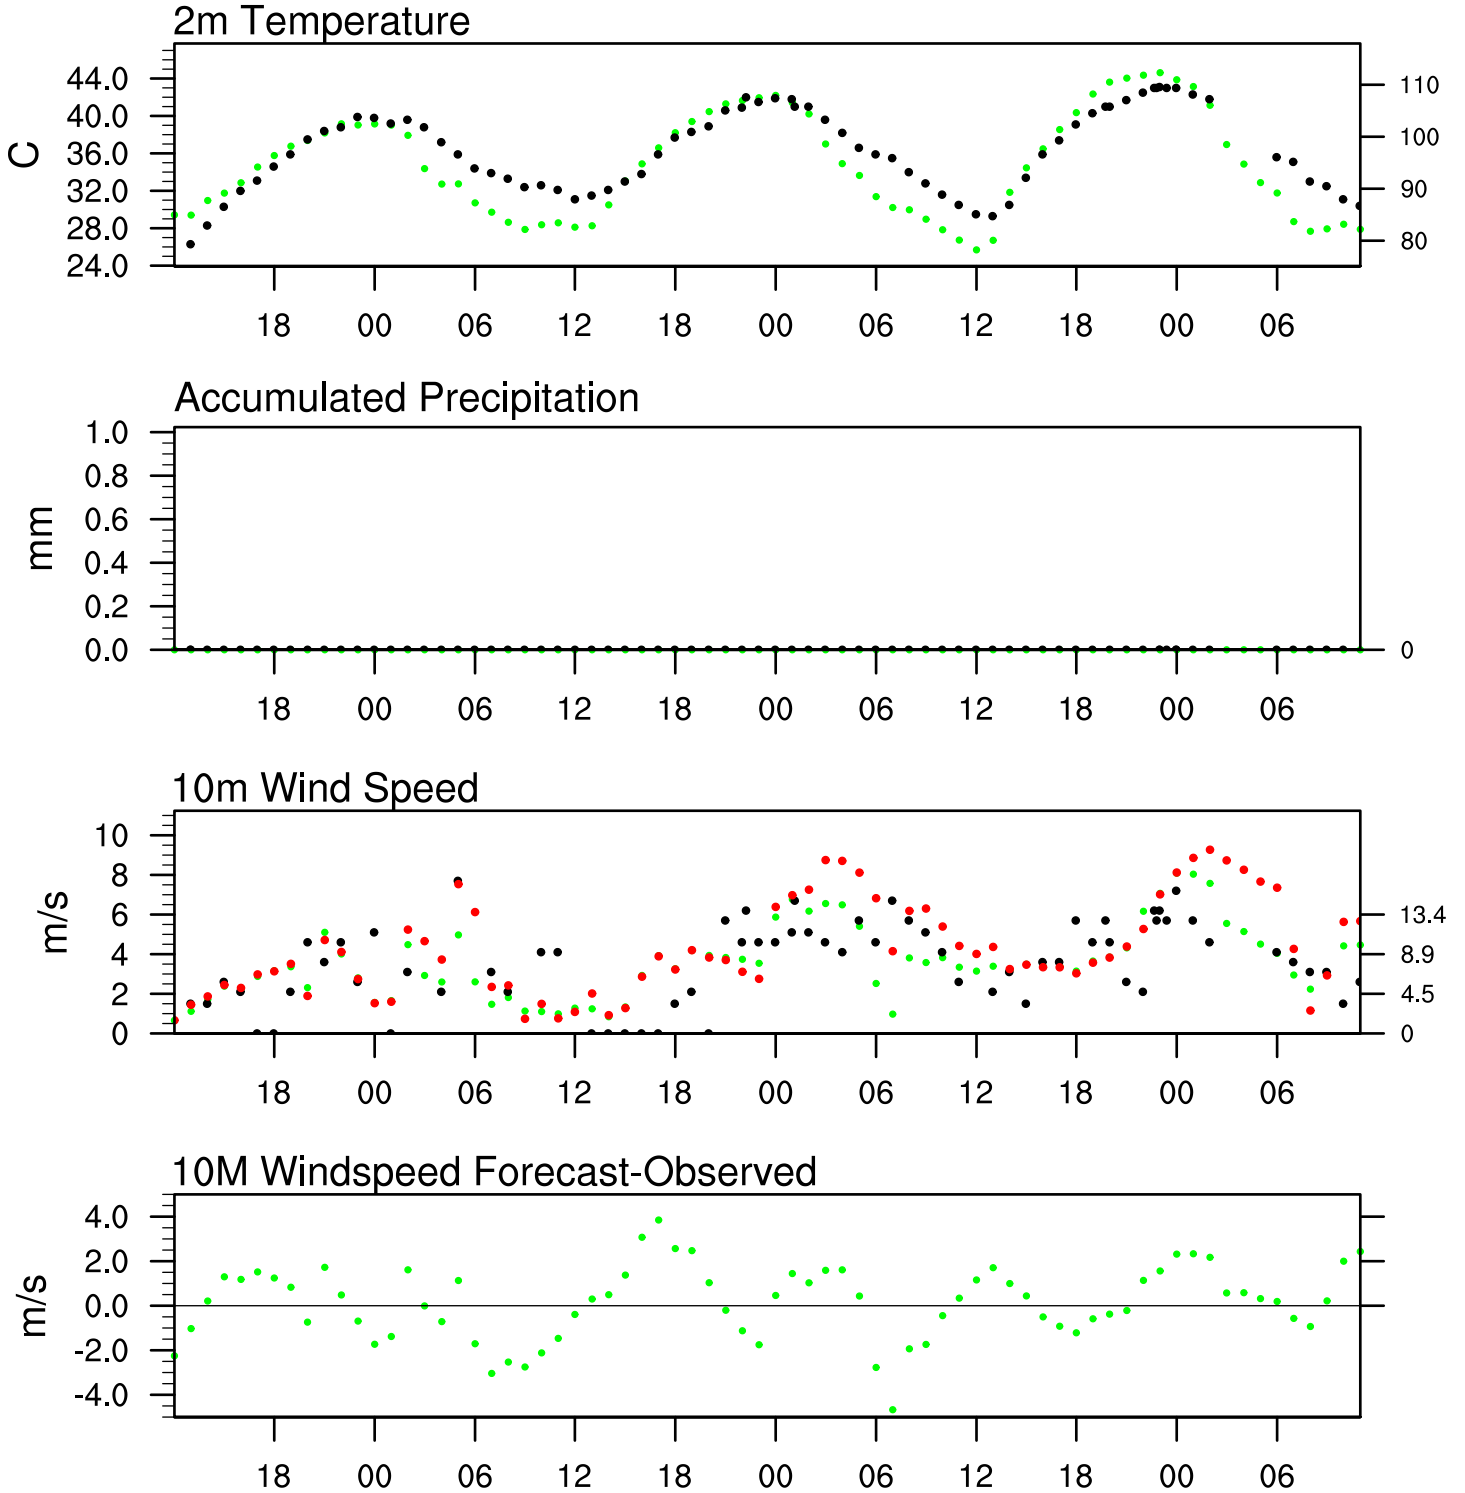 2m Temperature
44.0
40.0
36.0
32.0
28.0
24.0
C
110
100
90
80
18 00 06 12 18 00 06 12 18 00 06
Accumulated Precipitation
1.0
0.8
0.6
0.4
0.2
0.0
mm
0
18 00 06 12 18 00 06 12 18 00 06
10m Wind Speed
10
8
6
4
2
0
m/s
13.4
8.9
4.5
0
18 00 06 12 18 00 06 12 18 00 06
10M Windspeed Forecast-Observed
4.0
2.0
0.0
-2.0
-4.0
m/s
18 00 06 12 18 00 06 12 18 00 06